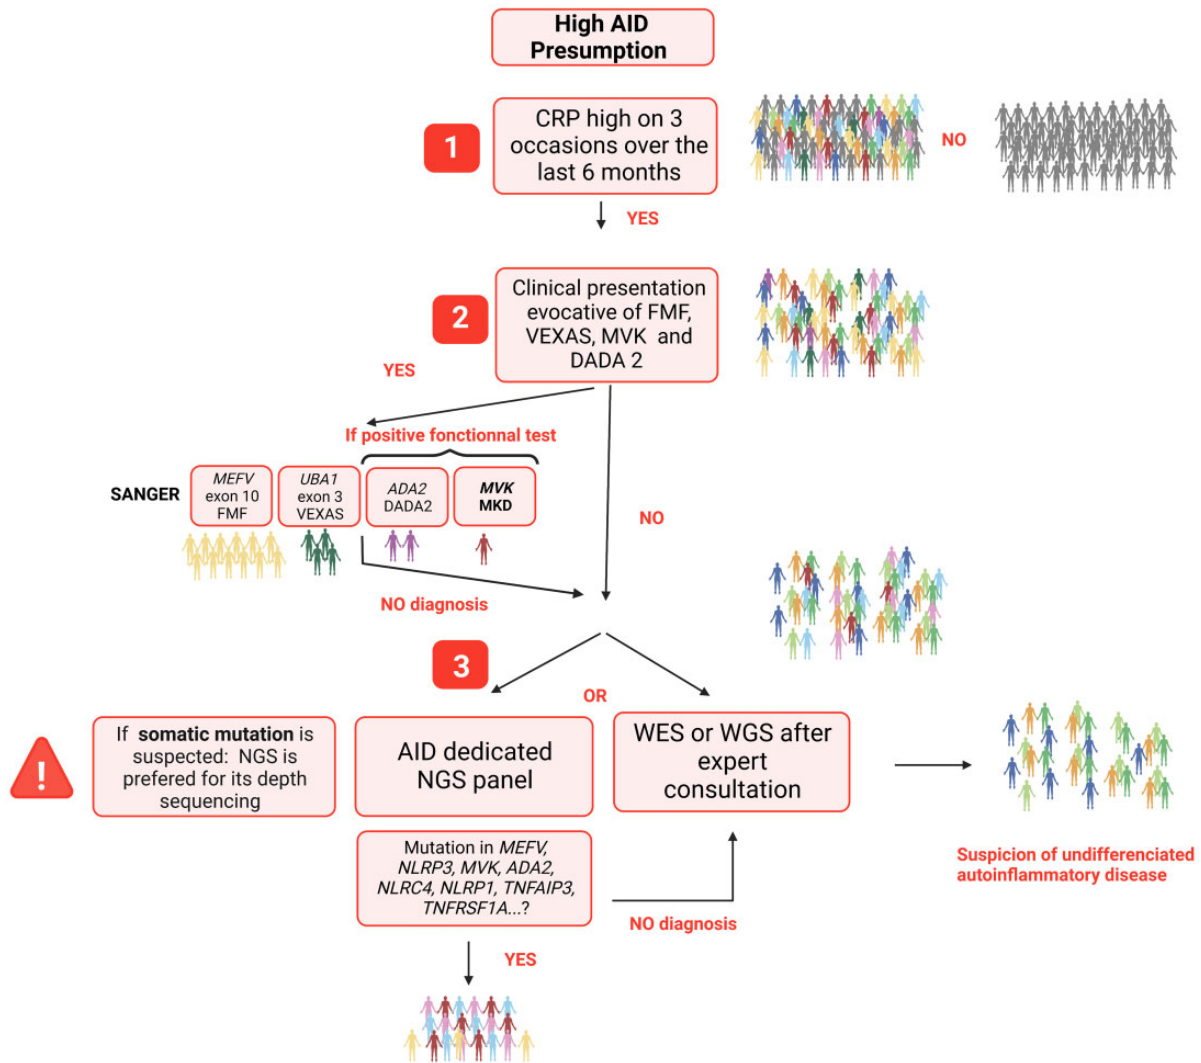 High AID
Presumption
1
CRP high on 3
occasions over the
last 6 months
NO
YES
2
Clinical presentation
evocative of FMF,
VEXAS, MVK and
DADA 2
YES
If positive fonctionnal test
SANGER
MEFV
exon 10
FMF
UBA1
exon 3
VEXAS
ADA2
DADA2
MVK
MKD
NO
NO diagnosis
3
OR
!
If somatic mutation is
suspected: NGS is
prefered for its depth
sequencing
AID dedicated
NGS panel
WES or WGS after
expert
consultation
Suspicion of undifferenciated
autoinflammatory disease
Mutation in MEFV,
NLRP3, MVK, ADA2,
NLRC4, NLRP1, TNFAIP3,
TNFRSF1A...?
NO diagnosis
YES